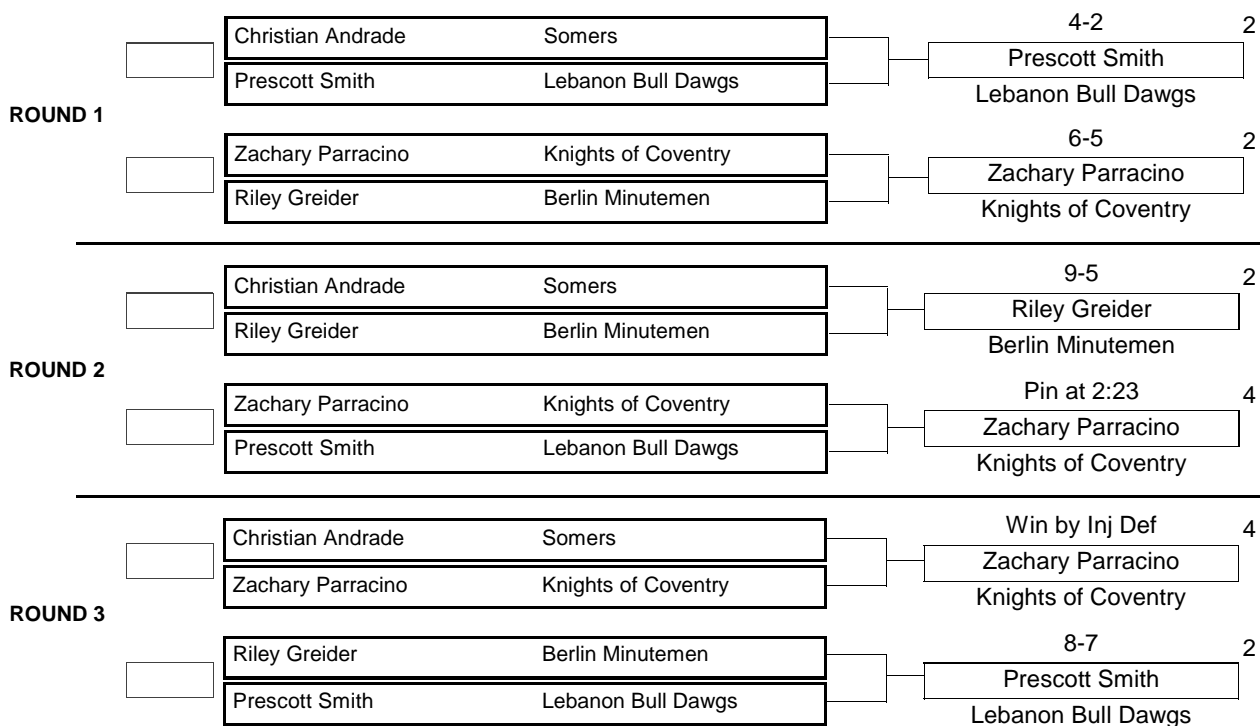 4-2 2
Christian Andrade Somers
Prescott Smith
Prescott Smith Lebanon Bull Dawgs
Lebanon Bull Dawgs
ROUND 1
6-5 2
Zachary Parracino Knights of Coventry
Zachary Parracino
Riley Greider Berlin Minutemen
Knights of Coventry
9-5 2
Christian Andrade Somers
Riley Greider
Riley Greider Berlin Minutemen
Berlin Minutemen
ROUND 2
Pin at 2:23 4
Zachary Parracino Knights of Coventry
Zachary Parracino
Prescott Smith Lebanon Bull Dawgs
Knights of Coventry
Win by Inj Def 4
Christian Andrade Somers
Zachary Parracino
Zachary Parracino Knights of Coventry
Knights of Coventry
ROUND 3
8-7 2
Riley Greider Berlin Minutemen
Prescott Smith
Prescott Smith Lebanon Bull Dawgs
Lebanon Bull Dawgs